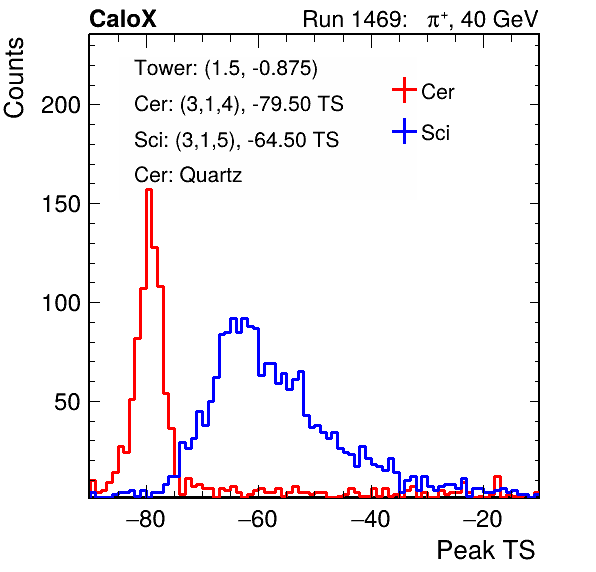 CaloX Run 1469: π⁺, 40 GeV
Counts
Tower: (1.5, -0.875)
Cer: (3,1,4), -79.50 TS
Sci: (3,1,5), -64.50 TS
Cer: Quartz
Cer
Sci
200
150
100
50
−80 −60 −40 −20
Peak TS